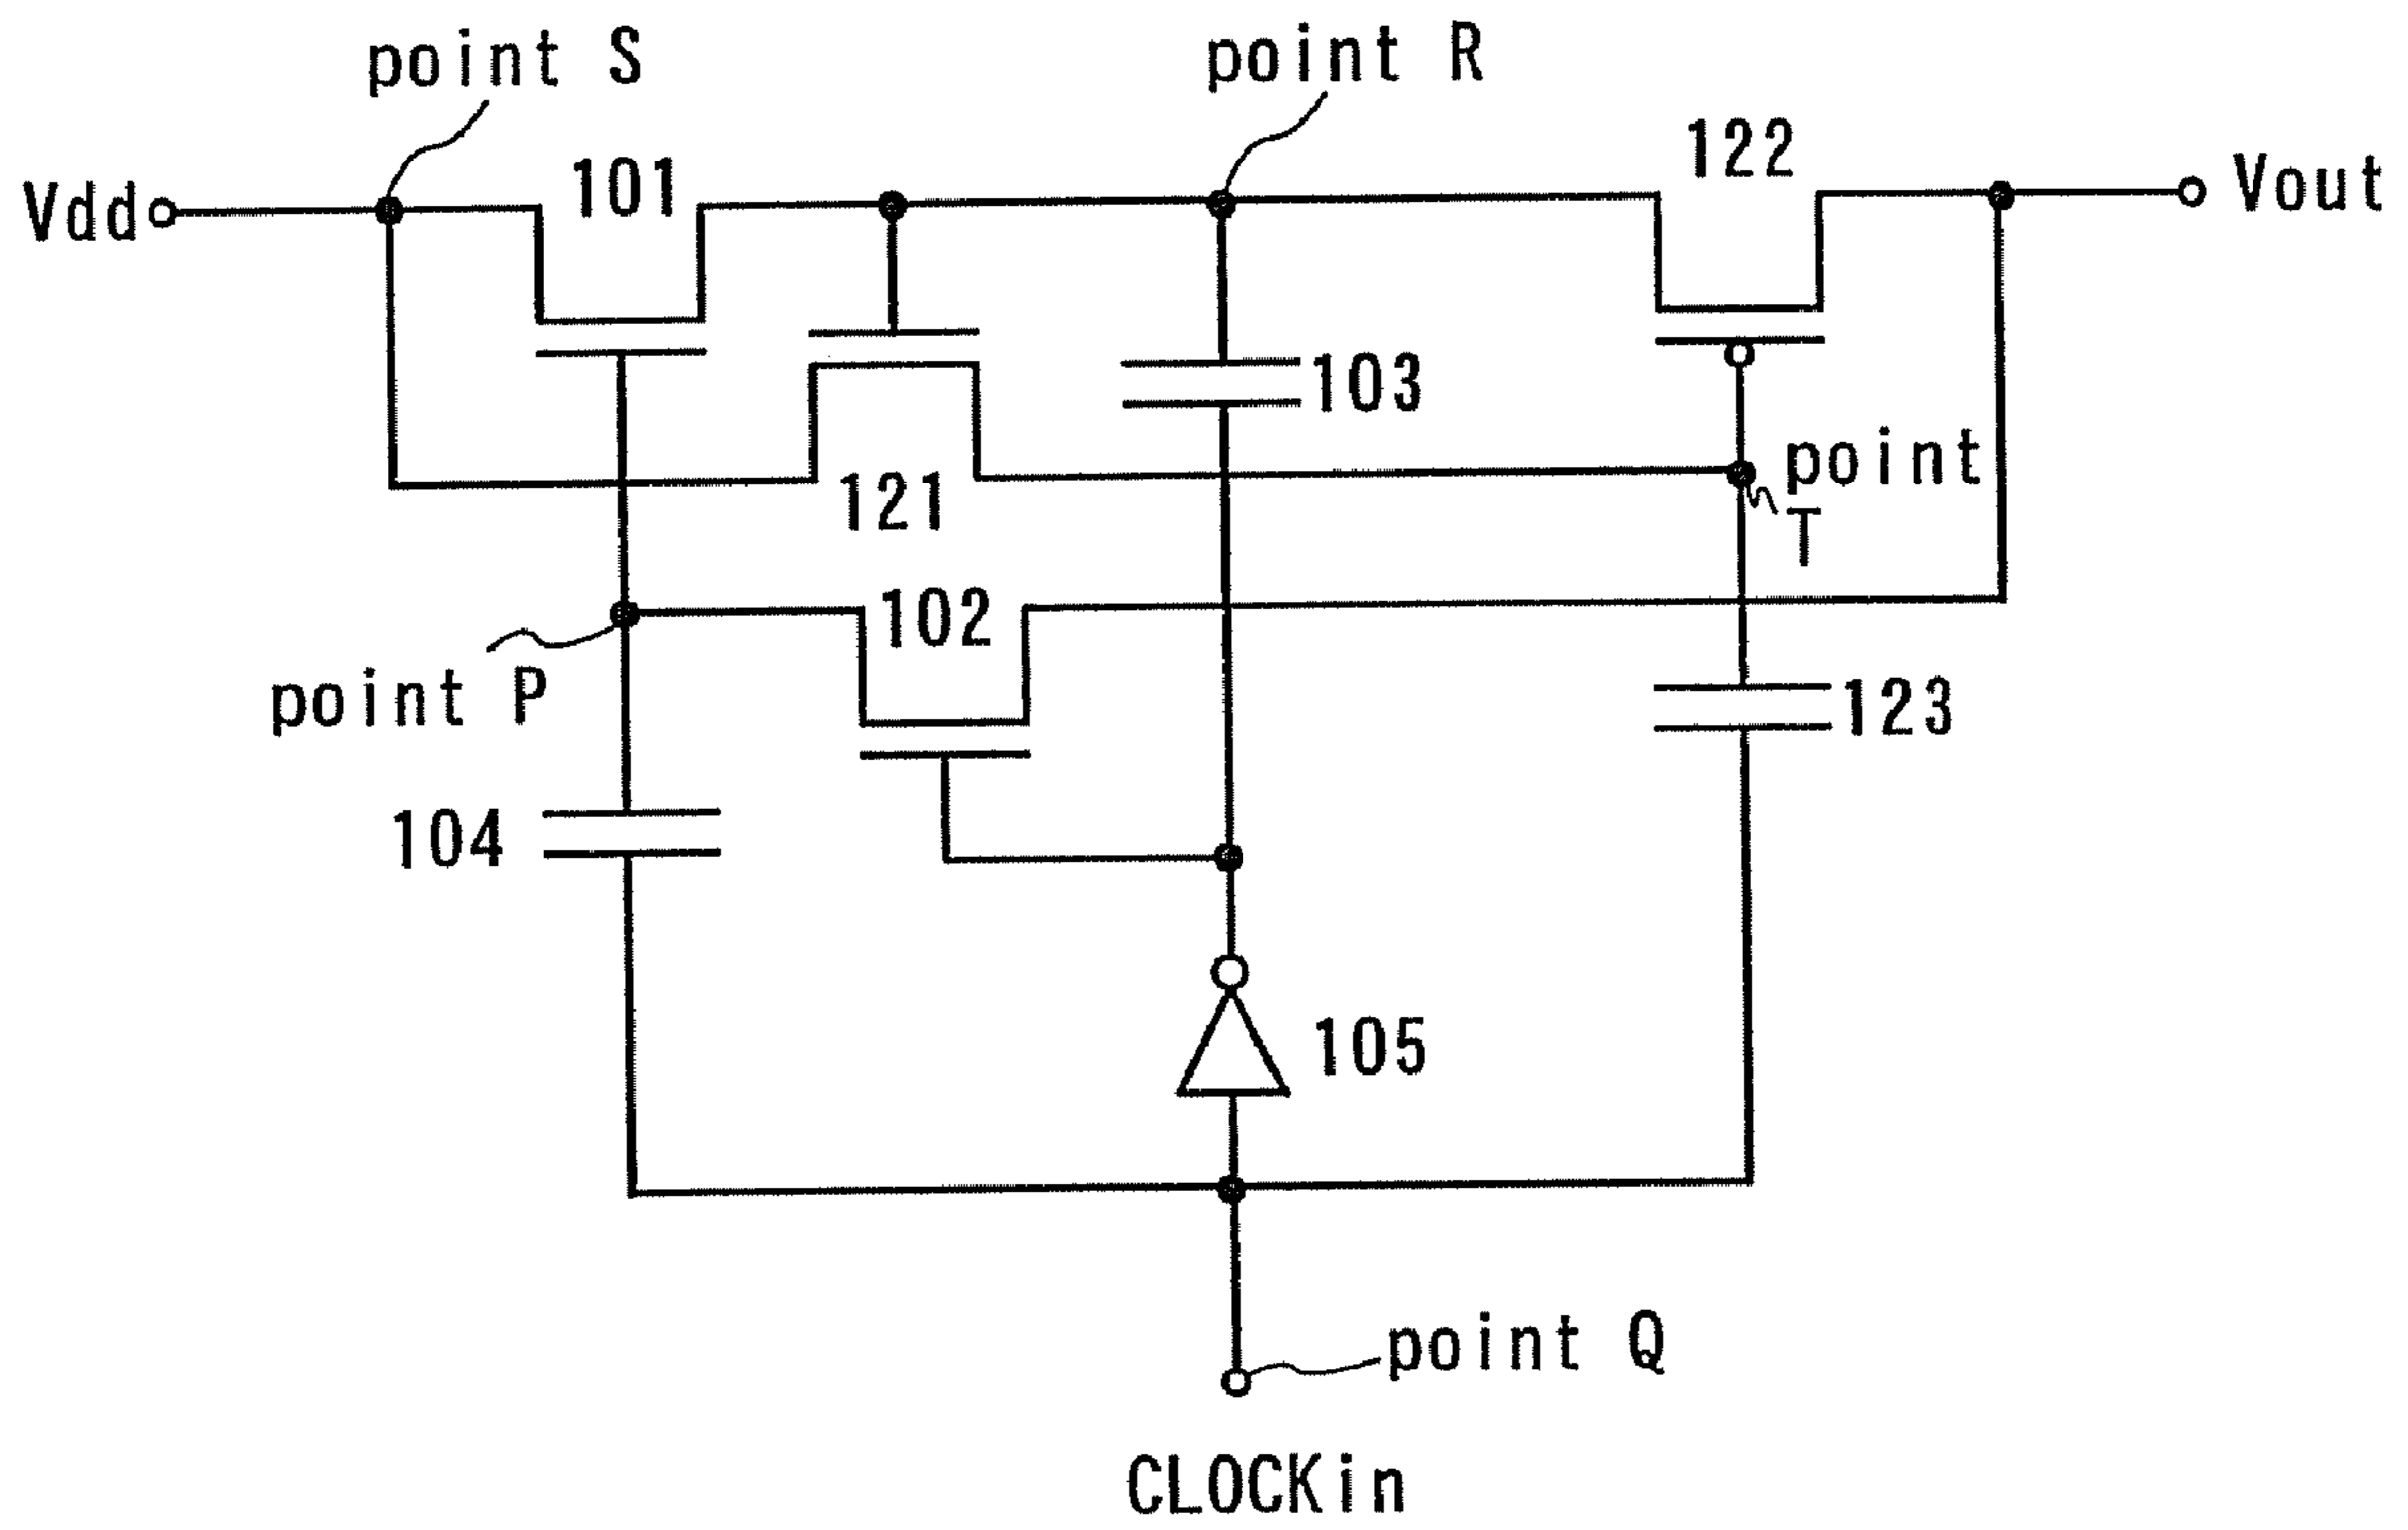 point S
point R
122
Vdd
101
Vout
103
point
T
121
102
point P
123
104
105
point Q
CLOCKin